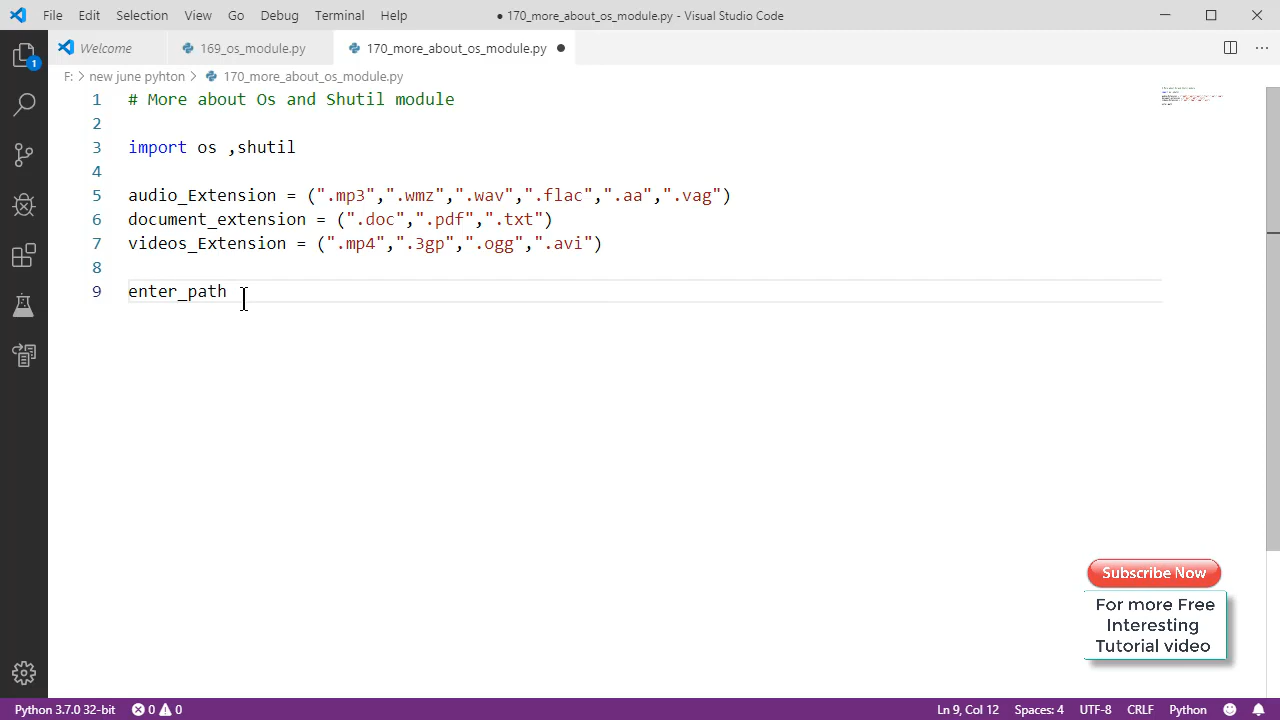 File Edit Selection View Go Debug Terminal Help ● 170_more_about_os_module.py - Visual Studio Code
Welcome 169_os_module.py 170_more_about_os_module.py ●
F: > new june pyhton > 170_more_about_os_module.py
1 # More about Os and Shutil module
2
3 import os ,shutil
4
5 audio_Extension = (".mp3",".wmz",".wav",".flac",".aa",".vag")
6 document_extension = (".doc",".pdf",".txt")
7 videos_Extension = (".mp4",".3gp",".ogg",".avi")
8
9 enter_path
1
Subscribe Now
For more Free
Interesting
Tutorial video
Python 3.7.0 32-bit 0 0 Ln 9, Col 12 Spaces: 4 UTF-8 CRLF Python